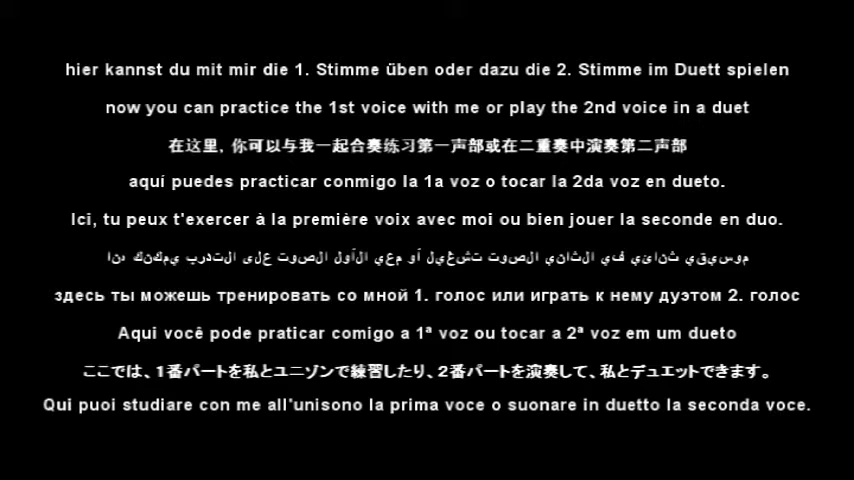 hier kannst du mit mir die 1. Stimme üben oder dazu die 2. Stimme im Duett spielen
now you can practice the 1st voice with me or play the 2nd voice in a duet
在这里, 你可以与我一起合奏练习第一声部或在二重奏中演奏第二声部
aquí puedes practicar conmigo la 1a voz o tocar la 2da voz en dueto.
Ici, tu peux t'exercer à la première voix avec moi ou bien jouer la seconde en duo.
موسيقي ثنائي في الثاني الصوت تشغيل أو معي الأول الصوت على التدرب يمكنك هنا
здесь ты можешь тренировать со мной 1. голос или играть к нему дуэтом 2. голос
Aqui você pode praticar comigo a 1ª voz ou tocar a 2ª voz em um dueto
ここでは、1番パートを私とユニゾンで練習したり、2番パートを演奏して、私とデュエットできます。
Qui puoi studiare con me all'unisono la prima voce o suonare in duetto la seconda voce.